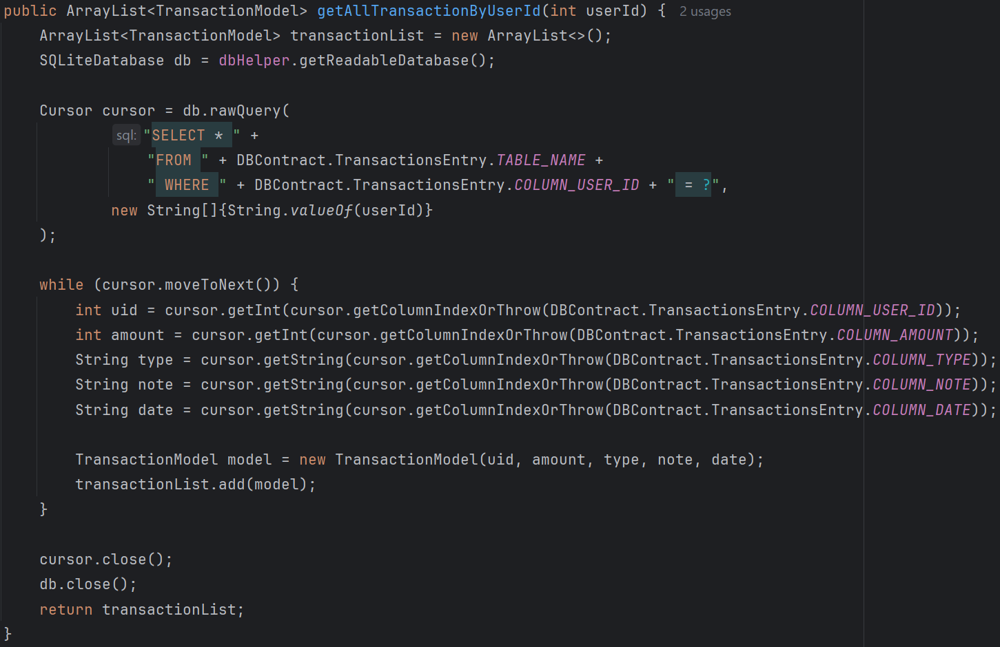 public ArrayList<TransactionModel> getAllTransactionByUserId(int userId) { 2 usages
    ArrayList<TransactionModel> transactionList = new ArrayList<>();
    SQLiteDatabase db = dbHelper.getReadableDatabase();

    Cursor cursor = db.rawQuery(
            sql: "SELECT * " +
                "FROM " + DBContract.TransactionsEntry.TABLE_NAME +
                " WHERE " + DBContract.TransactionsEntry.COLUMN_USER_ID + " = ?",
            new String[]{String.valueOf(userId)}
    );

    while (cursor.moveToNext()) {
        int uid = cursor.getInt(cursor.getColumnIndexOrThrow(DBContract.TransactionsEntry.COLUMN_USER_ID));
        int amount = cursor.getInt(cursor.getColumnIndexOrThrow(DBContract.TransactionsEntry.COLUMN_AMOUNT));
        String type = cursor.getString(cursor.getColumnIndexOrThrow(DBContract.TransactionsEntry.COLUMN_TYPE));
        String note = cursor.getString(cursor.getColumnIndexOrThrow(DBContract.TransactionsEntry.COLUMN_NOTE));
        String date = cursor.getString(cursor.getColumnIndexOrThrow(DBContract.TransactionsEntry.COLUMN_DATE));

        TransactionModel model = new TransactionModel(uid, amount, type, note, date);
        transactionList.add(model);
    }

    cursor.close();
    db.close();
    return transactionList;
}